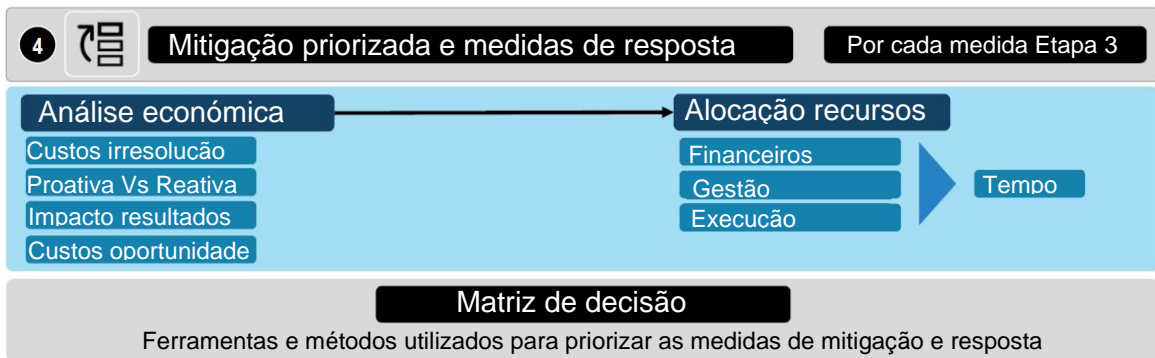 4 Mitigação priorizada e medidas de resposta Por cada medida Etapa 3
Análise económica
Custos irresolução
Proativa Vs Reativa
Impacto resultados
Custos oportunidade
Alocação recursos
Financeiros
Gestão
Execução
Tempo
Matriz de decisão
Ferramentas e métodos utilizados para priorizar as medidas de mitigação e resposta